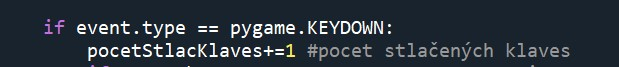 if event.type == pygame.KEYDOWN:
pocetStlacKlaves+=1 #pocet stlačených klaves